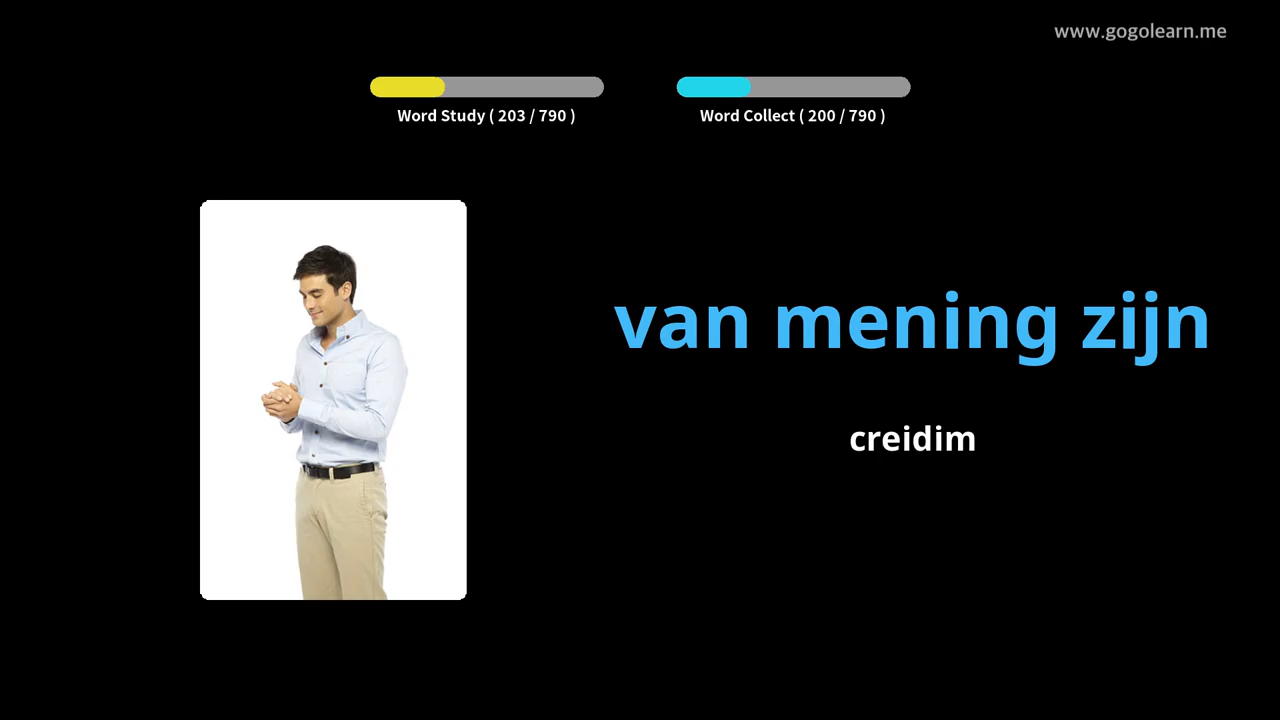 www.gogolearn.me
Word Study ( 203 / 790 )
Word Collect ( 200 / 790 )
van mening zijn
creidim